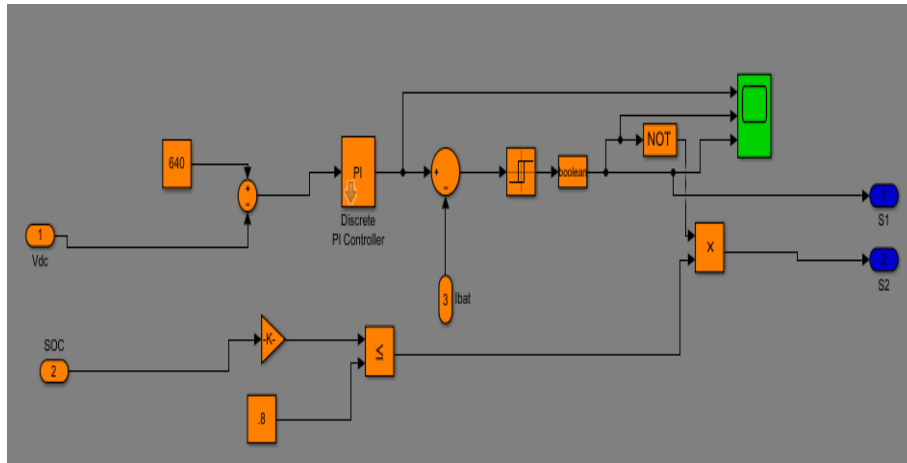 640
+
-
PI
Discrete
PI Controller
+
-
boolean
NOT
1
S1
1
Vdc
×
2
S2
3
Ibat
SOC
2
-K-
≤
.8